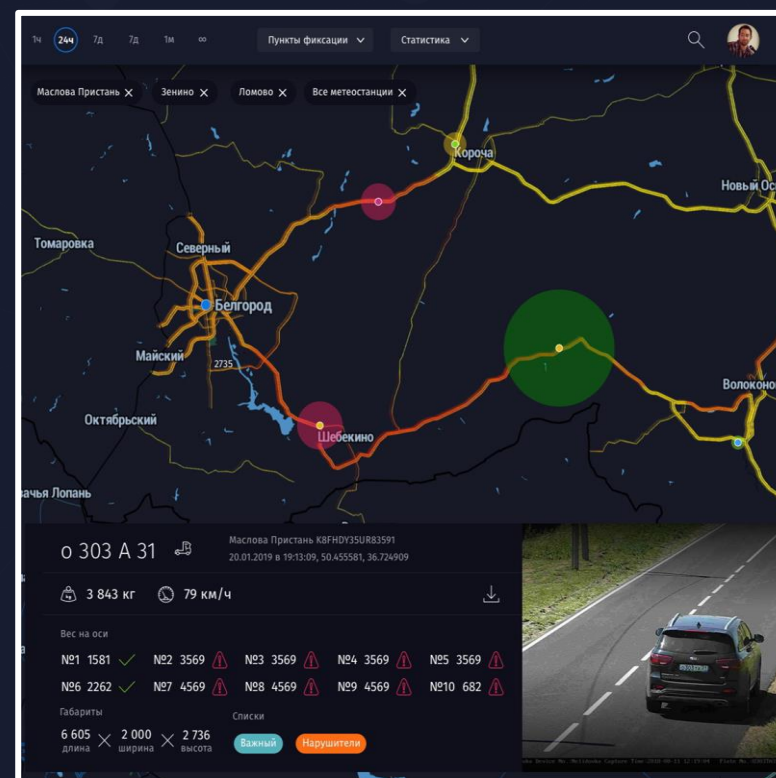 1ч 24ч 7д 7д 1м ∞ Пункты фиксации Статистика
Маслова Пристань Зенино Ломово Все метеостанции
Короча
Новый Ос
Томаровка
Северный
Белгород
Майский
2735
1
Волоконо
Октябрьский
Шебекино
ачья Лопань
о 303 А 31
Маслова Пристань K8FHDY35UR83591
20.01.2019 в 19:13:09, 50.455581, 36.724909
3 843 кг 79 км/ч
Вес на оси
№1 1581 №2 3569 №3 3569 №4 3569 №5 3569
№6 2262 №7 4569 №8 4569 №9 4569 №10 682
Габариты Списки
6 605 × 2 000 × 2 736
длина ширина высота
Важный Нарушители